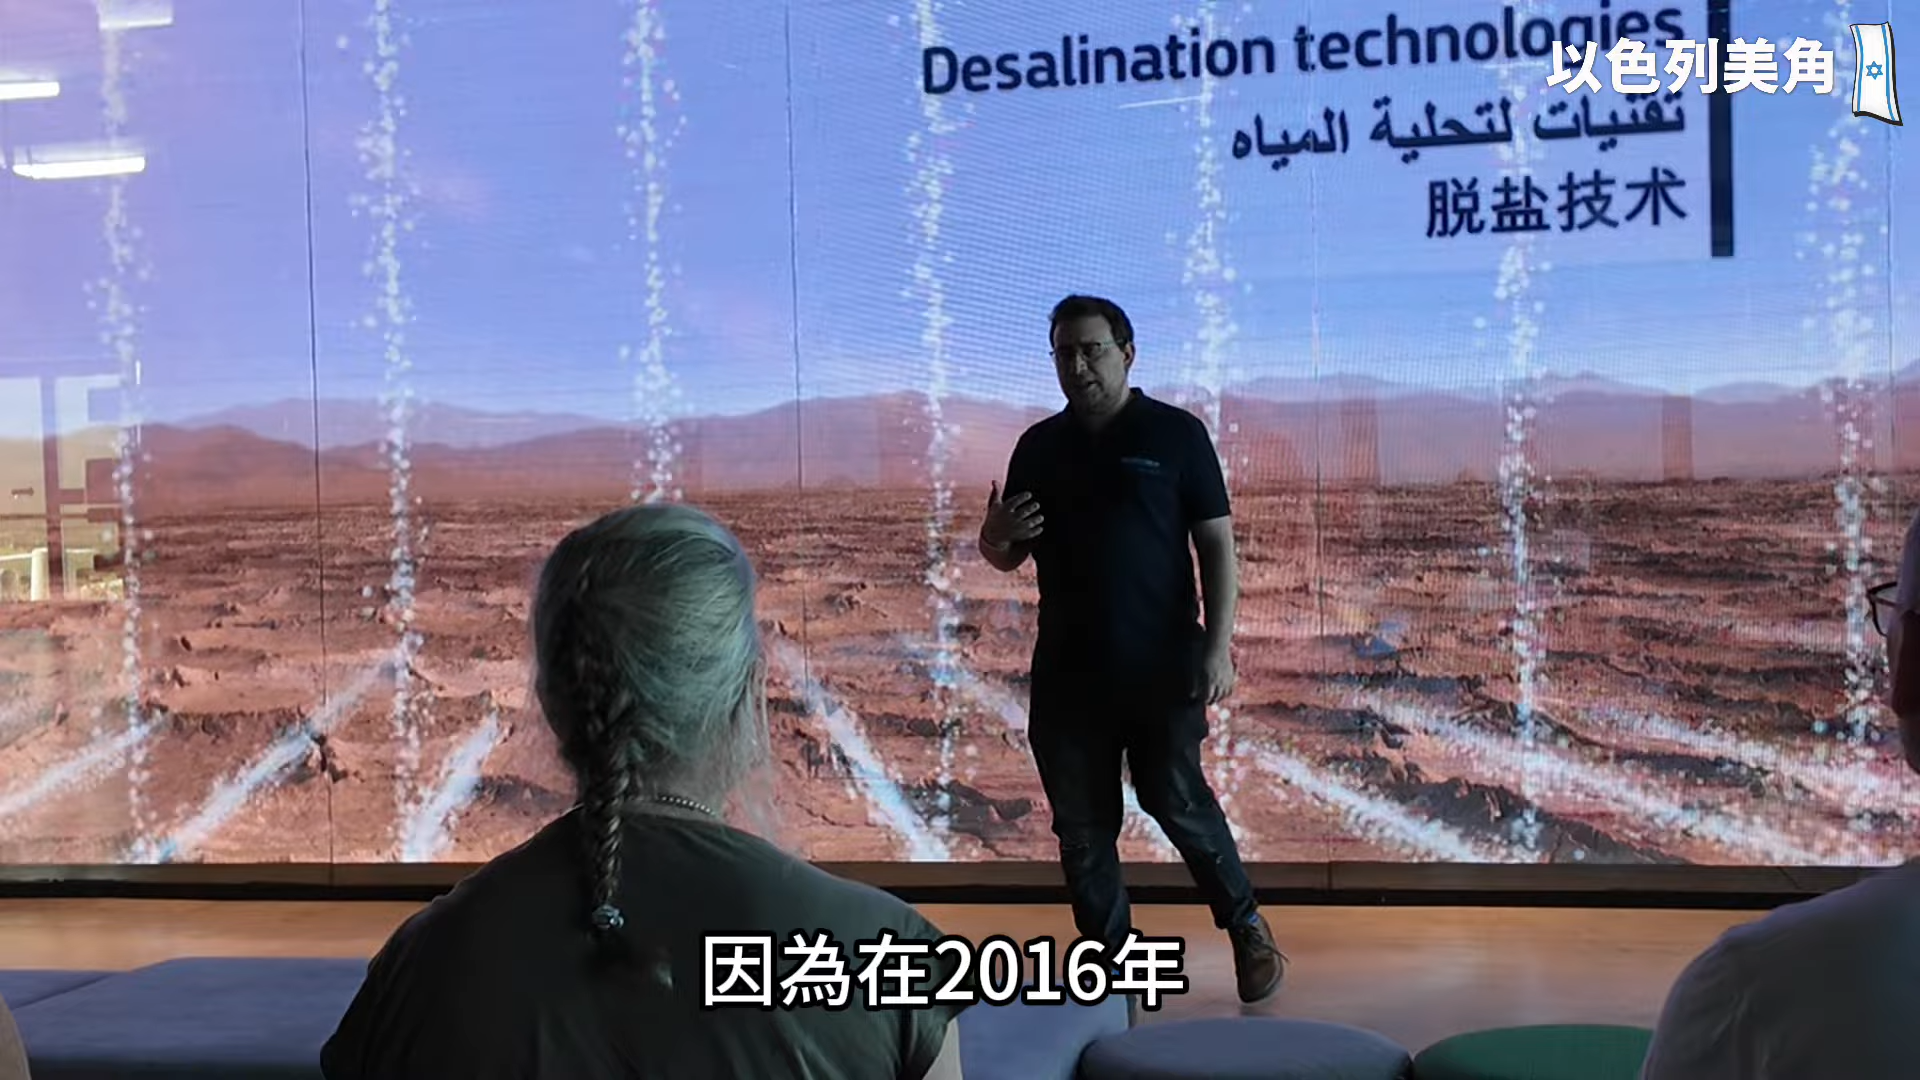 Desalination technologies
以色列美角
تقنيات لتحلية المياه
脱盐技术
因為在2016年